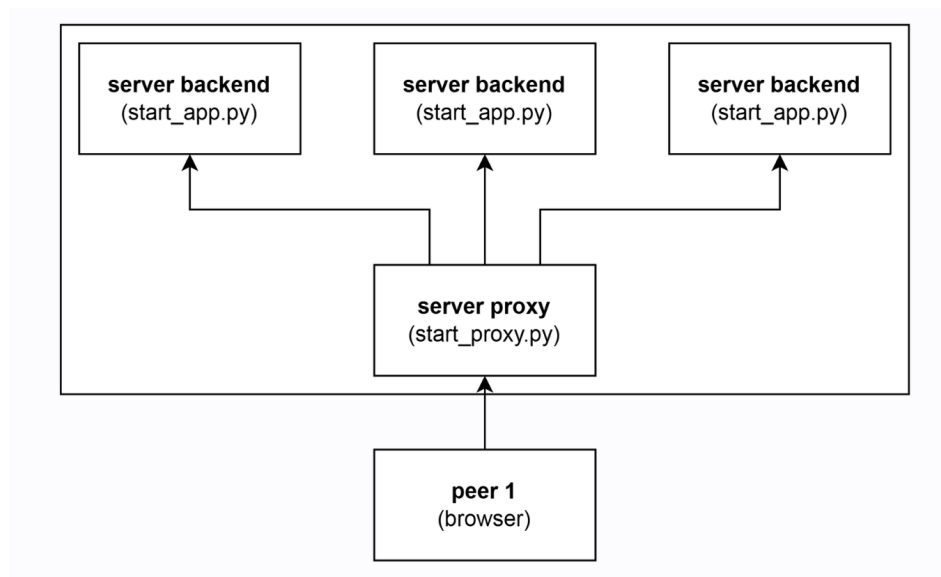 server backend
(start_app.py)
server backend
(start_app.py)
server backend
(start_app.py)
server proxy
(start_proxy.py)
peer 1
(browser)